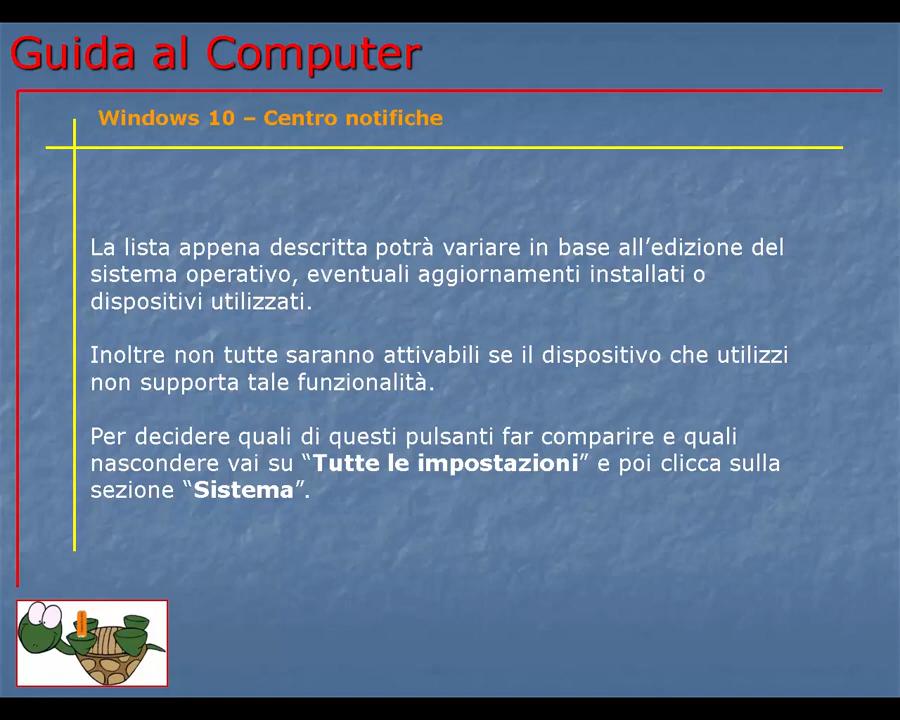 Guida al Computer
Windows 10 – Centro notifiche
La lista appena descritta potrà variare in base all’edizione del
sistema operativo, eventuali aggiornamenti installati o
dispositivi utilizzati.
Inoltre non tutte saranno attivabili se il dispositivo che utilizzi
non supporta tale funzionalità.
Per decidere quali di questi pulsanti far comparire e quali
nascondere vai su “Tutte le impostazioni” e poi clicca sulla
sezione “Sistema”.